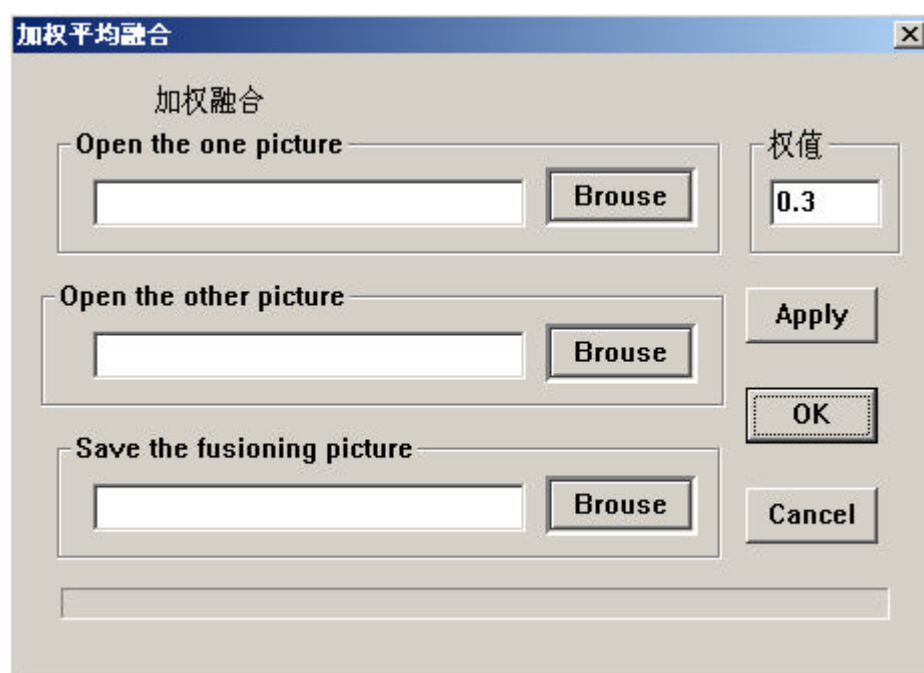 加权平均融合
加权融合
Open the one picture
Brouse
权值
0.3
Open the other picture
Brouse
Apply
OK
Save the fusioning picture
Brouse
Cancel